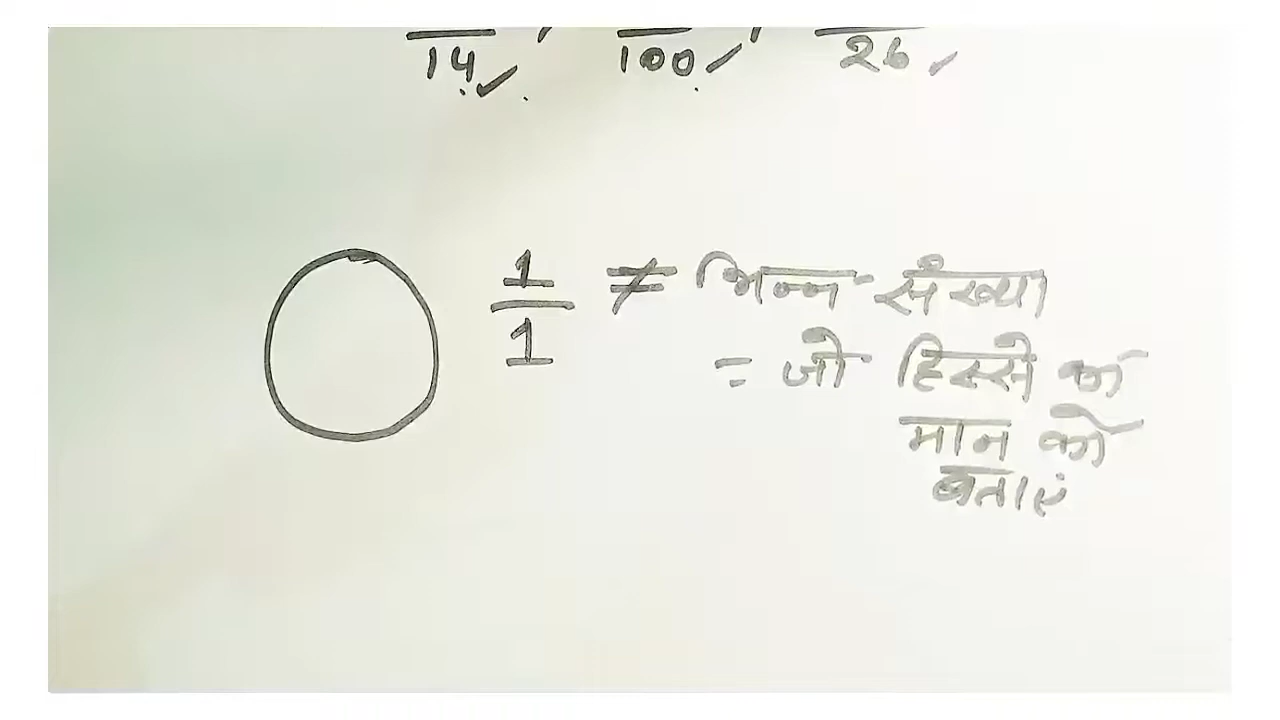 14 ✓ , 100 ✓ , 26 ✓
1/1 ≠ भिन्न संख्या
= जो हिस्से के
मान को
बताएं